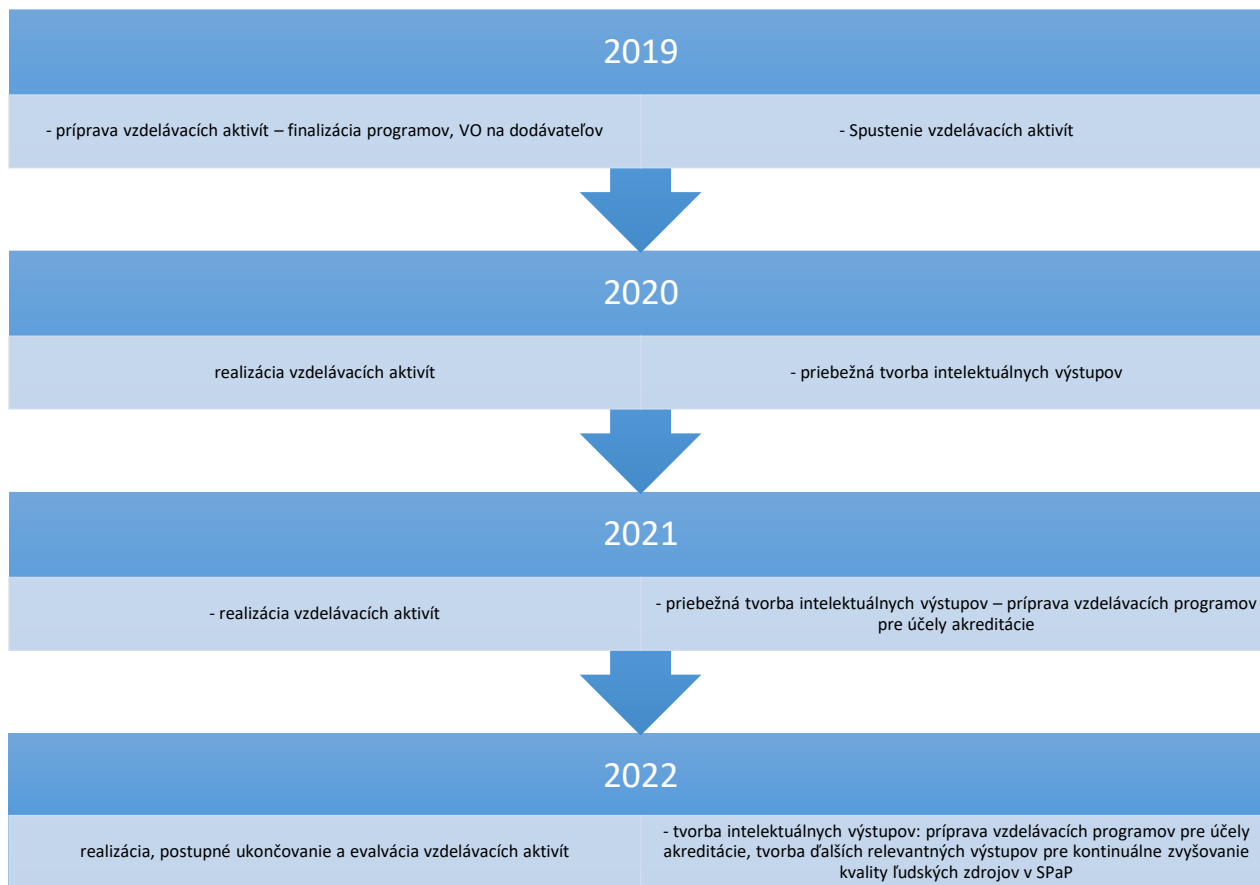 2019
- príprava vzdelávacích aktivít – finalizácia programov, VO na dodávateľov
- Spustenie vzdelávacích aktivít
2020
realizácia vzdelávacích aktivít
- priebežná tvorba intelektuálnych výstupov
2021
- realizácia vzdelávacích aktivít
- priebežná tvorba intelektuálnych výstupov – príprava vzdelávacích programov
pre účely akreditácie
2022
realizácia, postupné ukončovanie a evalvácia vzdelávacích aktivít
- tvorba intelektuálnych výstupov: príprava vzdelávacích programov pre účely
akreditácie, tvorba ďalších relevantných výstupov pre kontinuálne zvyšovanie
kvality ľudských zdrojov v SPaP